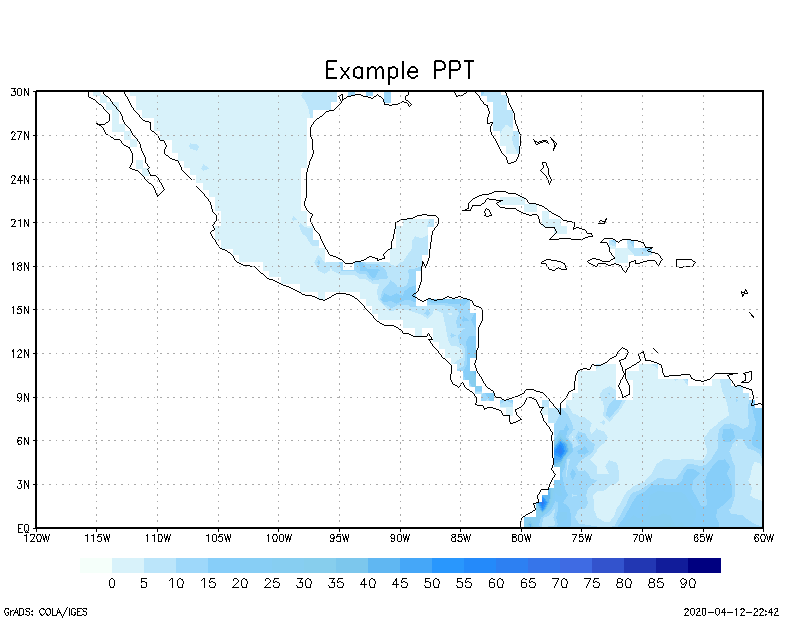 Example PPT
30N
27N
24N
21N
18N
15N
12N
9N
6N
3N
EQ
120W 115W 110W 105W 100W 95W 90W 85W 80W 75W 70W 65W 60W
0 5 10 15 20 25 30 35 40 45 50 55 60 65 70 75 80 85 90
GrADS: COLA/IGES 2020-04-12-22:42